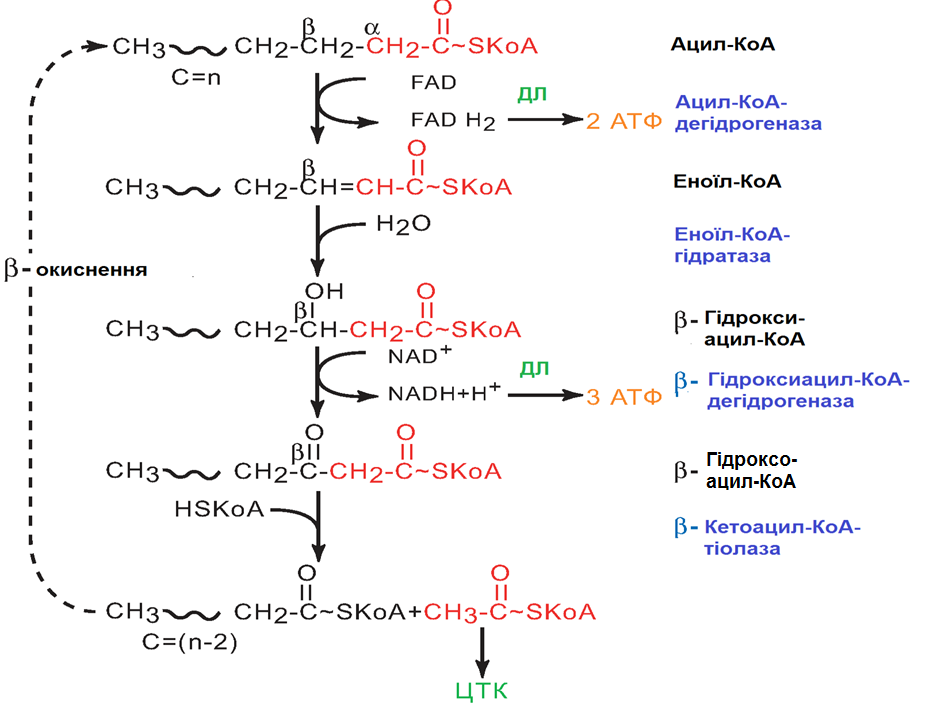 O
β α
CH3 CH2-CH2-CH2-C~SKoA Ацил-КоА
C=n
FAD
ДЛ
FAD H2 2 АТФ
Ацил-КоА-
дегідрогеназа
O
β
CH3 CH2-CH=CH-C~SKoA Еноїл-КоА
H2O
Еноїл-КоА-
гідратаза
β- окиснення
OH O
β
CH3 CH2-CH-CH2-C~SKoA
β- Гідрокси-
ацил-КоА
NAD+
ДЛ
NADH+H+ 3 АТФ
β- Гідроксиацил-КоА-
дегідрогеназа
O O
β
CH3 CH2-C-CH2-C~SKoA
β- Гідроксо-
ацил-КоА
HSKoA
β- Кетоацил-КоА-
тіолаза
O O
CH3 CH2-C~SKoA+CH3-C~SKoA
C=(n-2)
ЦТК